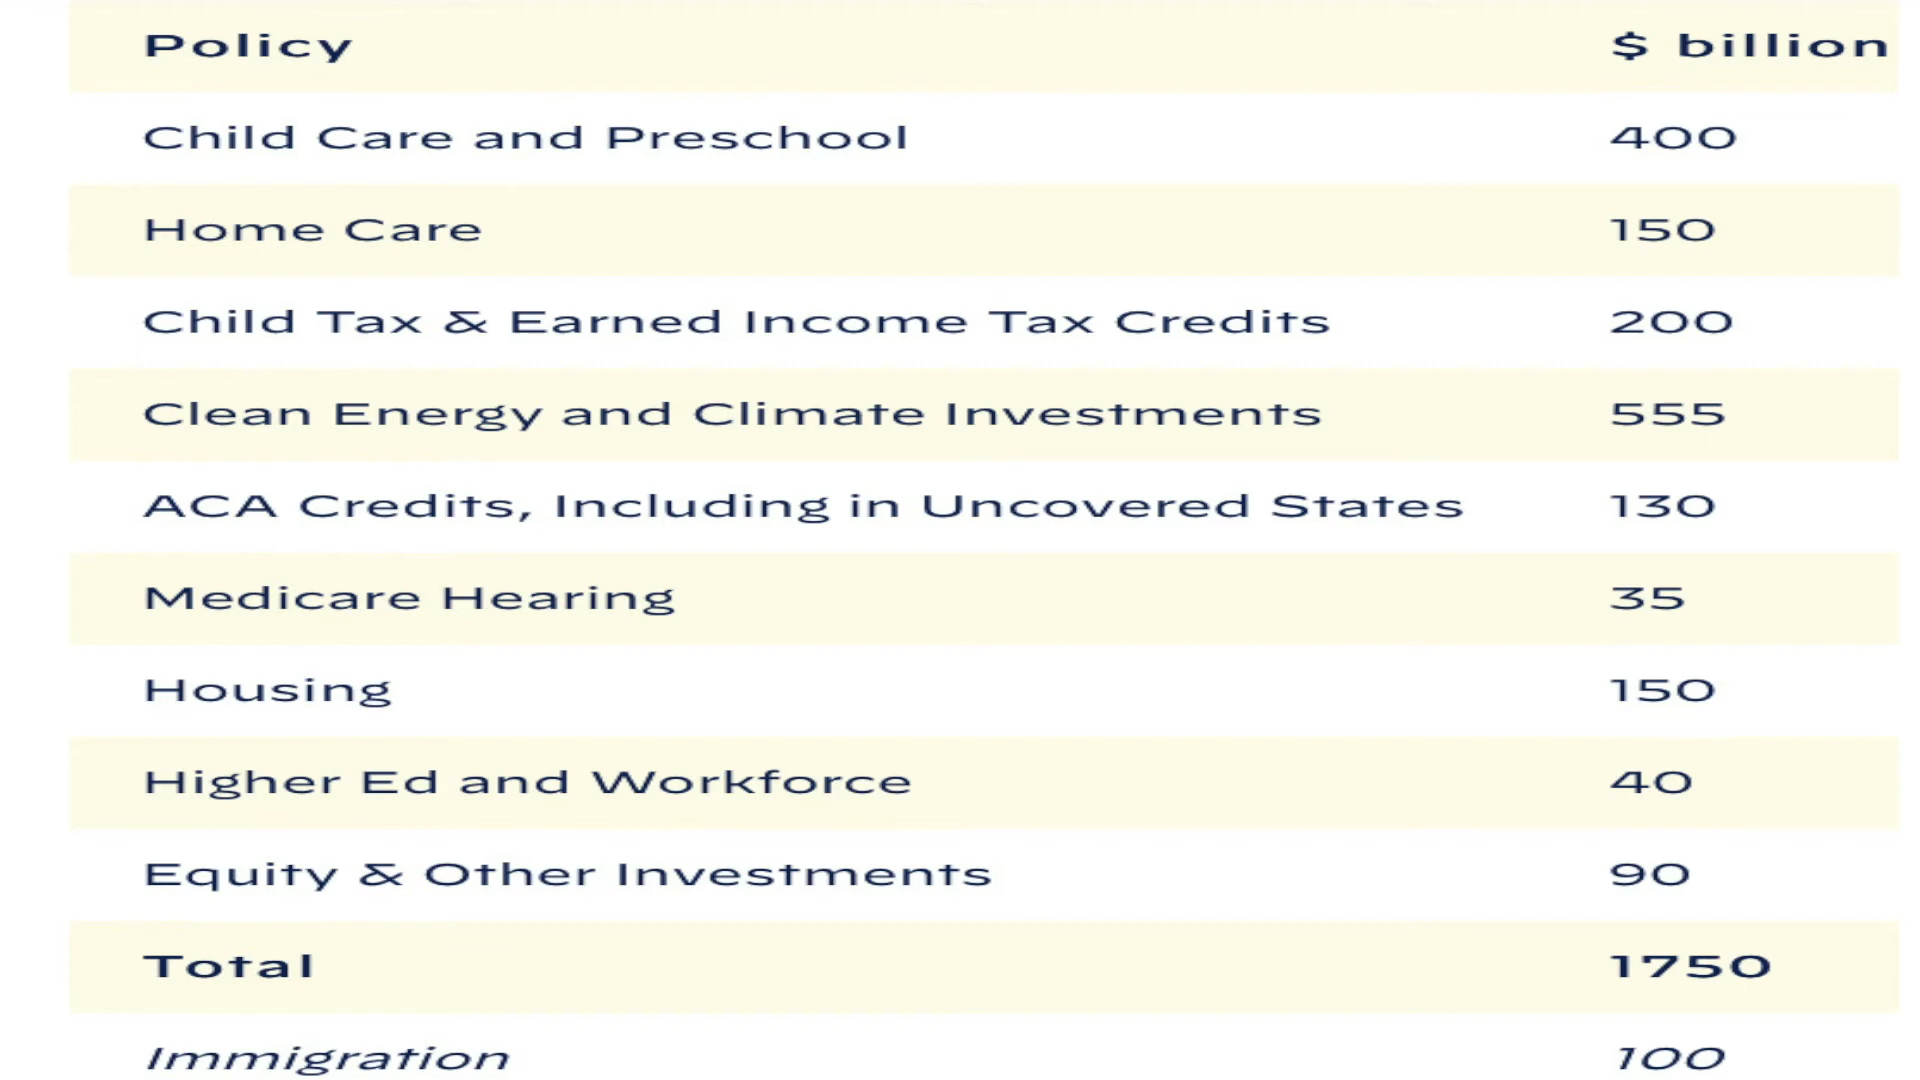 Policy $ billion
Child Care and Preschool 400
Home Care 150
Child Tax & Earned Income Tax Credits 200
Clean Energy and Climate Investments 555
ACA Credits, Including in Uncovered States 130
Medicare Hearing 35
Housing 150
Higher Ed and Workforce 40
Equity & Other Investments 90
Total 1750
Immigration 100